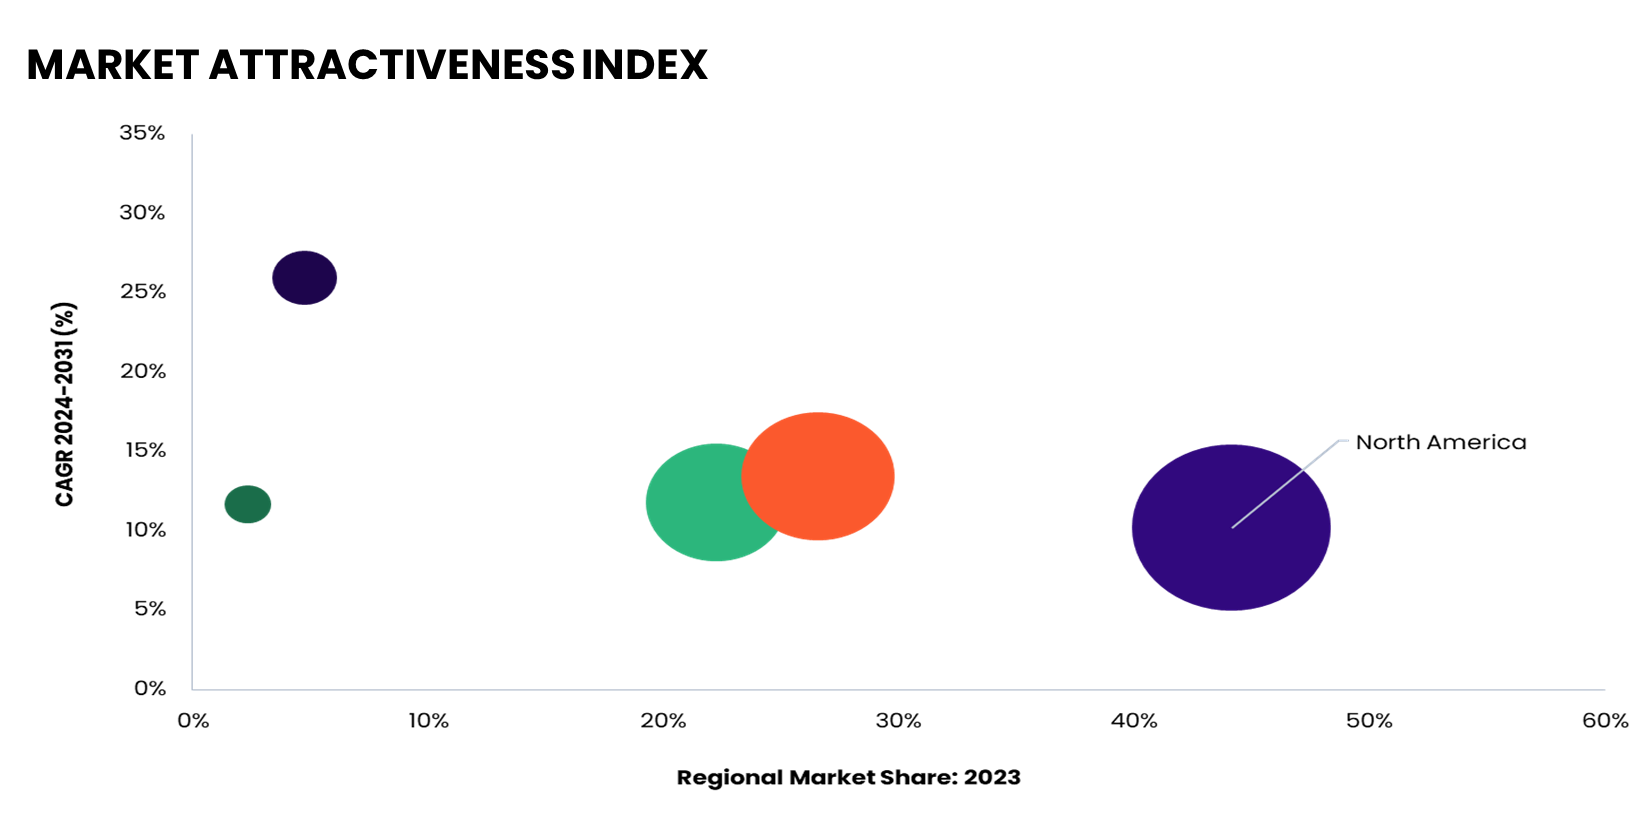 MARKET ATTRACTIVENESS INDEX
35%
30%
25%
20%
15%
10%
5%
0%
CAGR 2024-2031 (%)
North America
0% 10% 20% 30% 40% 50% 60%
Regional Market Share: 2023